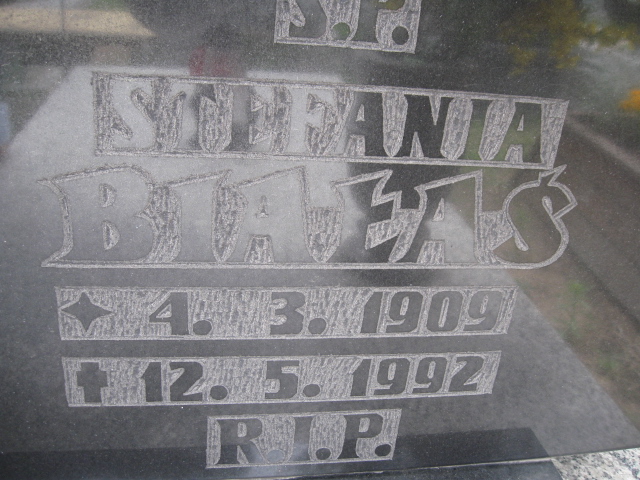 Ś.P.
STEFANIA
BIAŁAS
✦ 4. 3. 1909
✝ 12. 5. 1992
R.I.P.